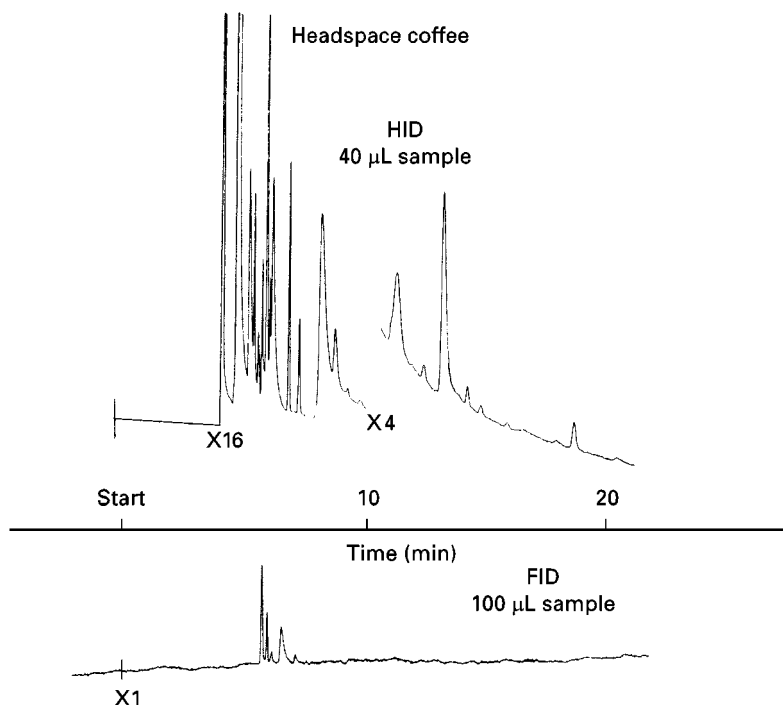 Headspace coffee
HID
40 μL sample
X16
X4
Start 10 20
Time (min)
FID
100 μL sample
X1